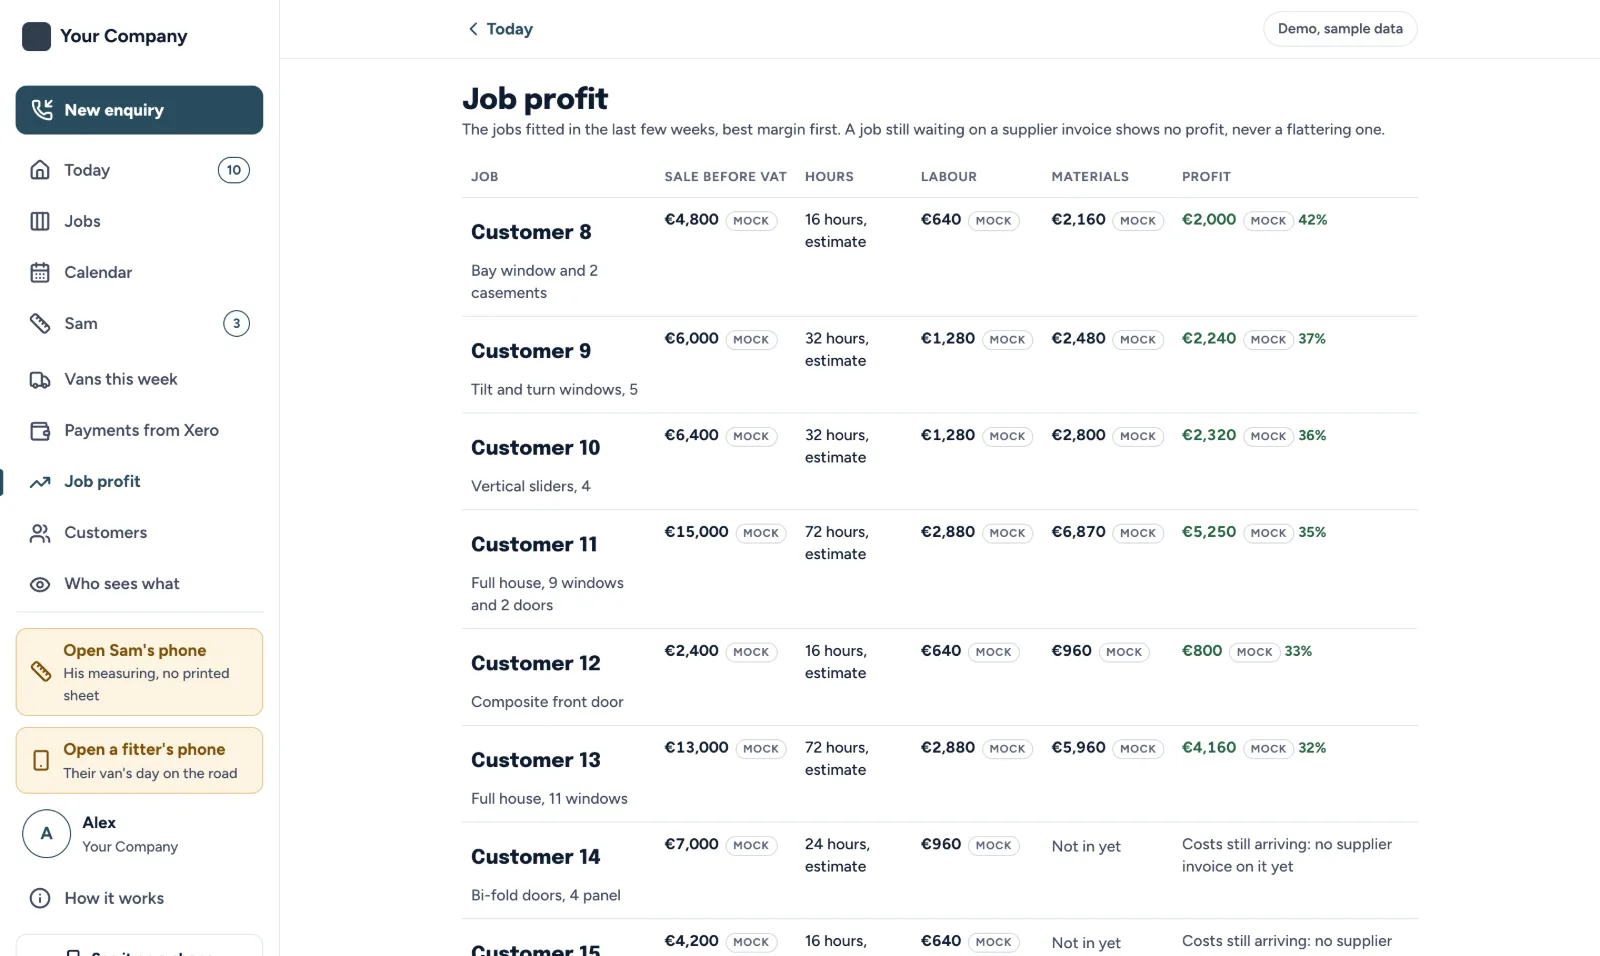 Your Company
New enquiry
Today 10
Jobs
Calendar
Sam 3
Vans this week
Payments from Xero
Job profit
Customers
Who sees what
Open Sam's phone
His measuring, no printed
sheet
Open a fitter's phone
Their van's day on the road
A
Alex
Your Company
How it works
Today
Demo, sample data
Job profit
The jobs fitted in the last few weeks, best margin first. A job still waiting on a supplier invoice shows no profit, never a flattering one.
JOB SALE BEFORE VAT HOURS LABOUR MATERIALS PROFIT
Customer 8 €4,800 MOCK 16 hours, €640 MOCK €2,160 MOCK €2,000 MOCK 42%
estimate
Bay window and 2
casements
Customer 9 €6,000 MOCK 32 hours, €1,280 MOCK €2,480 MOCK €2,240 MOCK 37%
estimate
Tilt and turn windows, 5
Customer 10 €6,400 MOCK 32 hours, €1,280 MOCK €2,800 MOCK €2,320 MOCK 36%
estimate
Vertical sliders, 4
Customer 11 €15,000 MOCK 72 hours, €2,880 MOCK €6,870 MOCK €5,250 MOCK 35%
estimate
Full house, 9 windows
and 2 doors
Customer 12 €2,400 MOCK 16 hours, €640 MOCK €960 MOCK €800 MOCK 33%
estimate
Composite front door
Customer 13 €13,000 MOCK 72 hours, €2,880 MOCK €5,960 MOCK €4,160 MOCK 32%
estimate
Full house, 11 windows
Customer 14 €7,000 MOCK 24 hours, €960 MOCK Not in yet Costs still arriving: no supplier
estimate invoice on it yet
Bi-fold doors, 4 panel
Customer 15 €4,200 MOCK 16 hours, €640 MOCK Not in yet Costs still arriving: no supplier